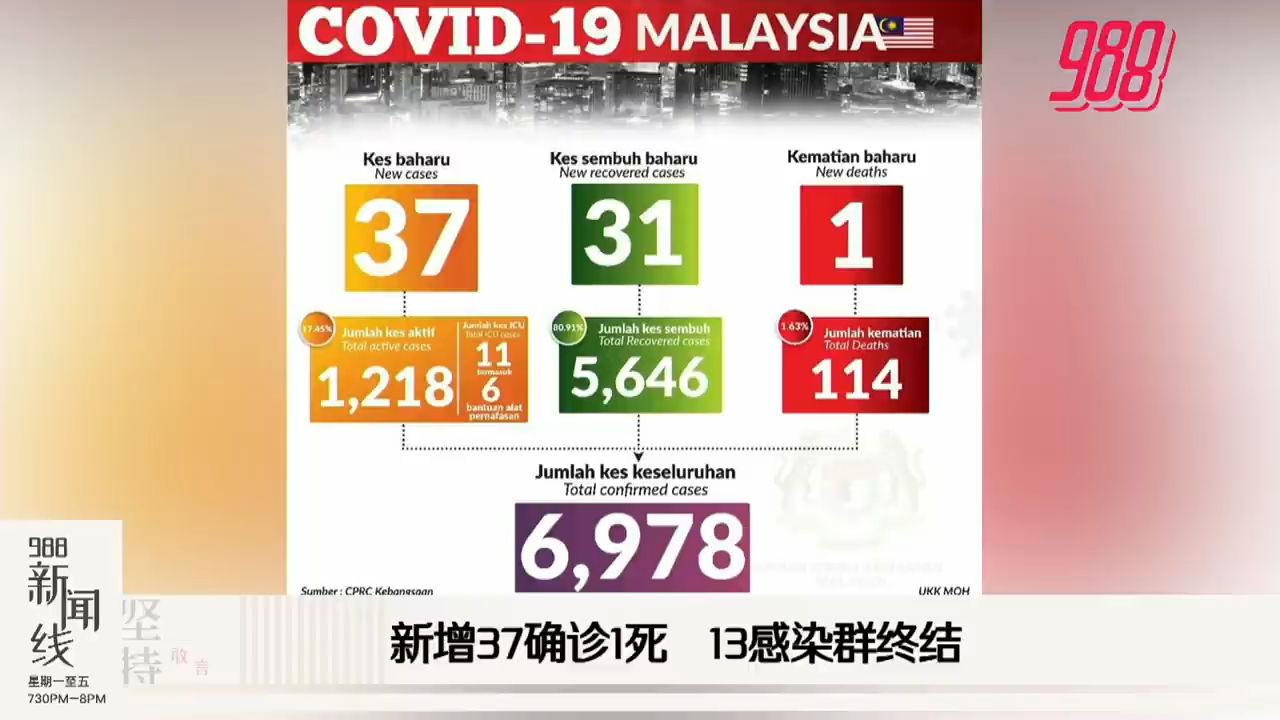 COVID-19 MALAYSIA
988
Kes baharu
New cases
37
Kes sembuh baharu
New recovered cases
31
Kematian baharu
New deaths
1
17.45%
Jumlah kes aktif
Total active cases
1,218
Jumlah kes ICU
Total ICU cases
11
termasuk
6
bantuan alat
pernafasan
80.91%
Jumlah kes sembuh
Total Recovered cases
5,646
1.63%
Jumlah kematian
Total Deaths
114
Jumlah kes keseluruhan
Total confirmed cases
6,978
Sumber : CPRC Kebangsaan
UKK MOH
988
新闻线
星期一至五
730PM-8PM
坚持
敢言
新增37确诊1死 13感染群终结